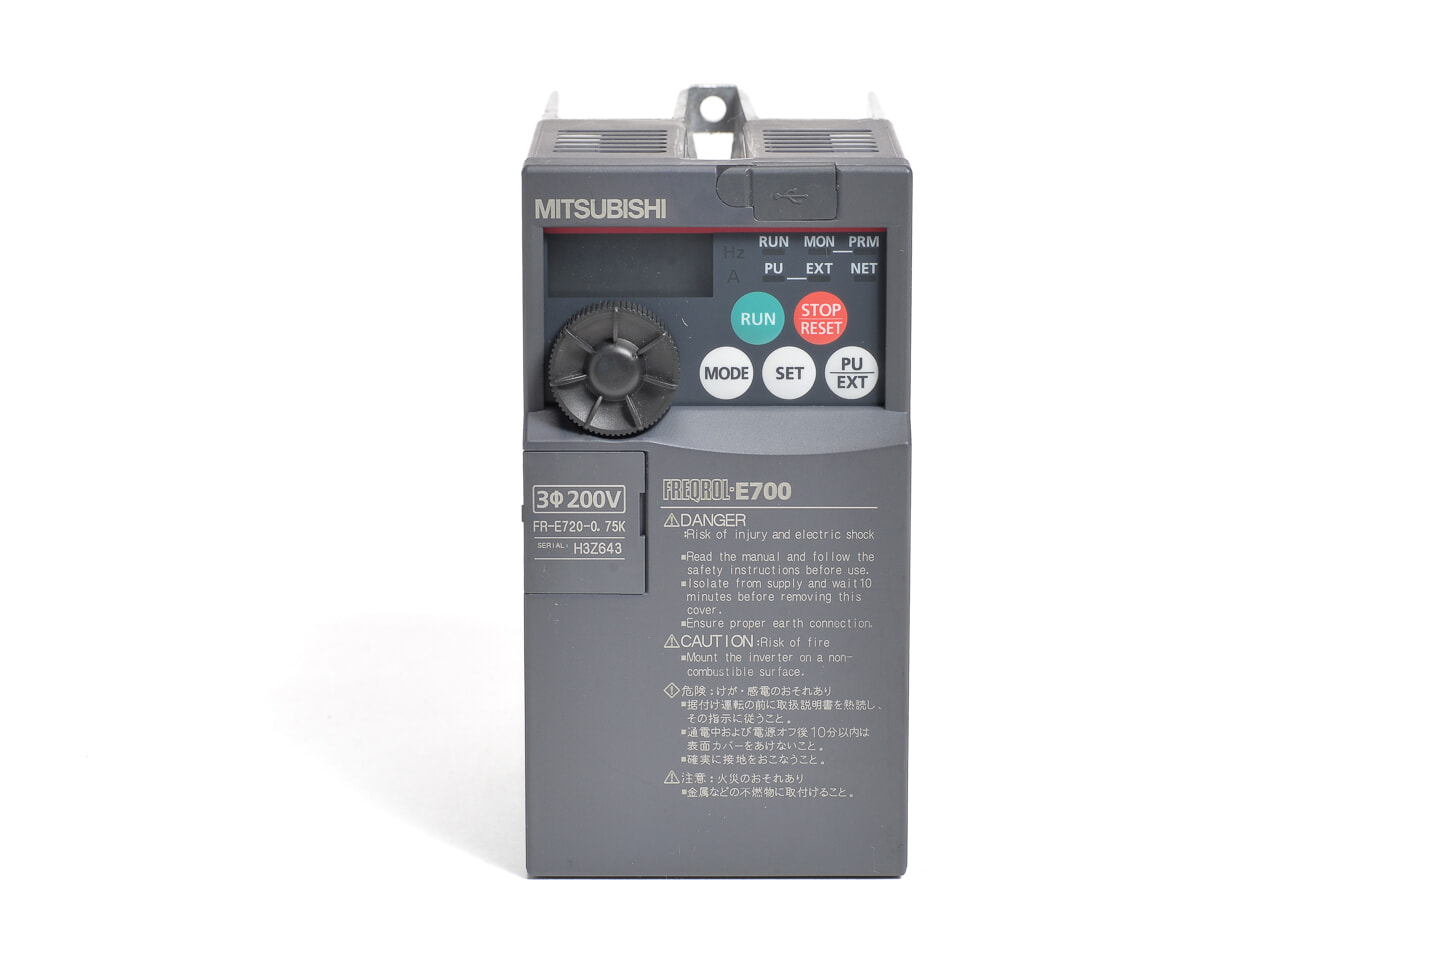 MITSUBISHI
Hz
A
RUN MON PRM
PU EXT NET
RUN
STOP
RESET
MODE
SET
PU
EXT
3Φ200V
FR-E720-0.75K
SERIAL: H3Z643
FREQROL-E700
⚠DANGER
:Risk of injury and electric shock
▪Read the manual and follow the
safety instructions before use.
▪Isolate from supply and wait 10
minutes before removing this
cover.
▪Ensure proper earth connection.
⚠CAUTION:Risk of fire
▪Mount the inverter on a non-
combustible surface.
危険：けが・感電のおそれあり
▪据付け運転の前に取扱説明書を熟読し、
その指示に従うこと。
▪通電中および電源オフ後10分以内は
表面カバーをあけないこと。
▪確実に接地をおこなうこと。
⚠注意：火災のおそれあり
▪金属などの不燃物に取付けること。